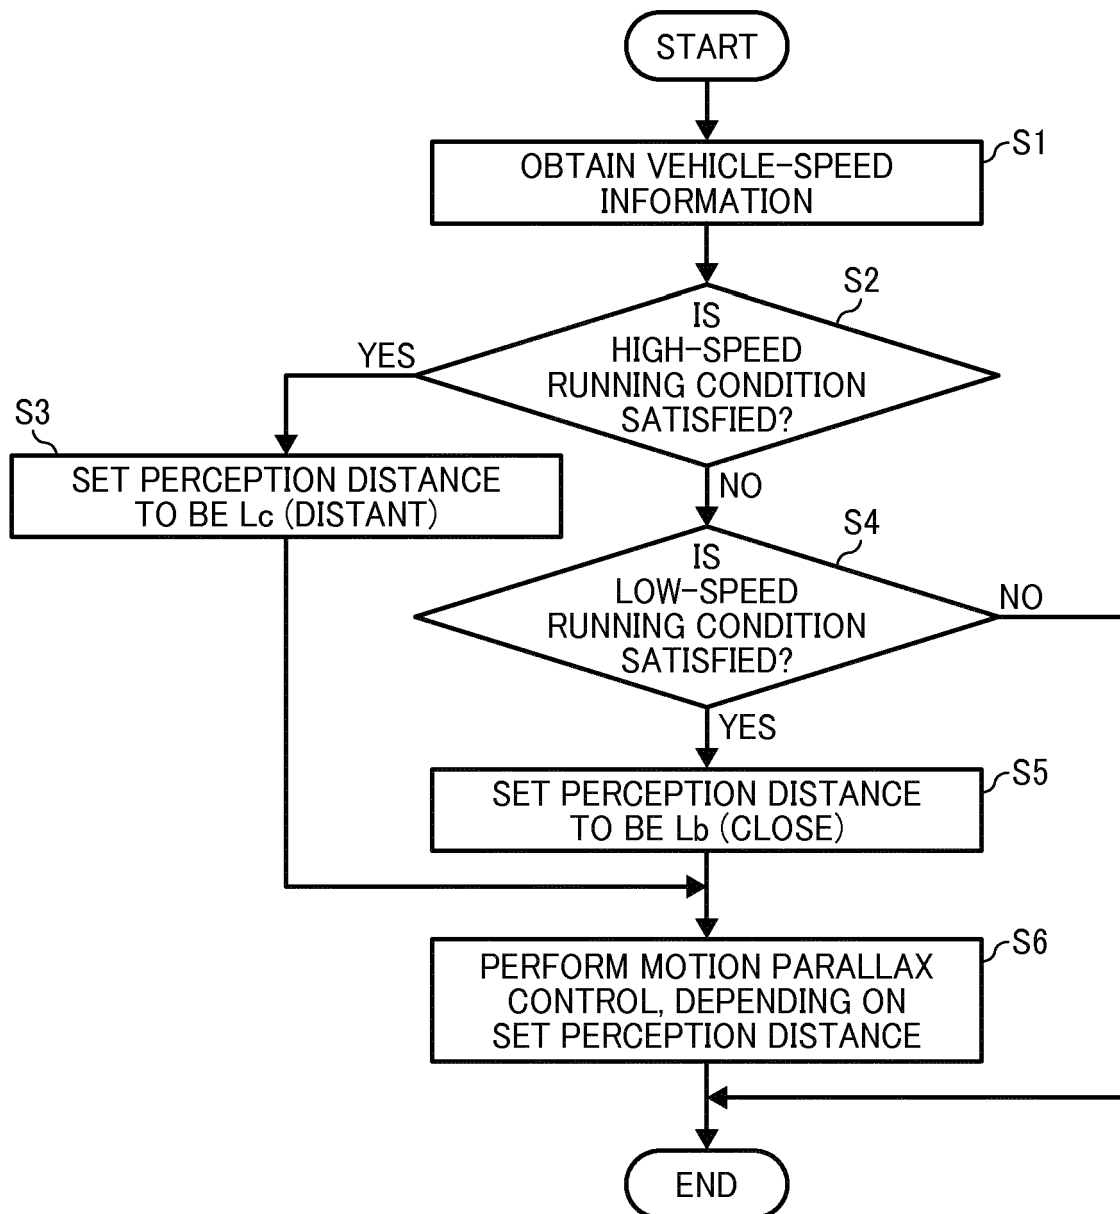 START
S1
OBTAIN VEHICLE-SPEED
INFORMATION
S2
IS
HIGH-SPEED
RUNNING CONDITION
SATISFIED?
YES
S3
SET PERCEPTION DISTANCE
TO BE Lc (DISTANT)
NO
S4
IS
LOW-SPEED
RUNNING CONDITION
SATISFIED?
NO
YES
S5
SET PERCEPTION DISTANCE
TO BE Lb (CLOSE)
S6
PERFORM MOTION PARALLAX
CONTROL, DEPENDING ON
SET PERCEPTION DISTANCE
END